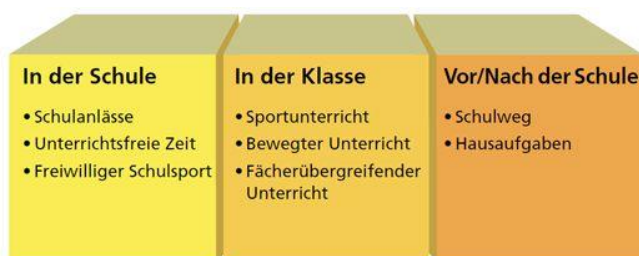 In der Schule
• Schulanlässe
• Unterrichtsfreie Zeit
• Freiwilliger Schulsport
In der Klasse
• Sportunterricht
• Bewegter Unterricht
• Fächerübergreifender
Unterricht
Vor/Nach der Schule
• Schulweg
• Hausaufgaben